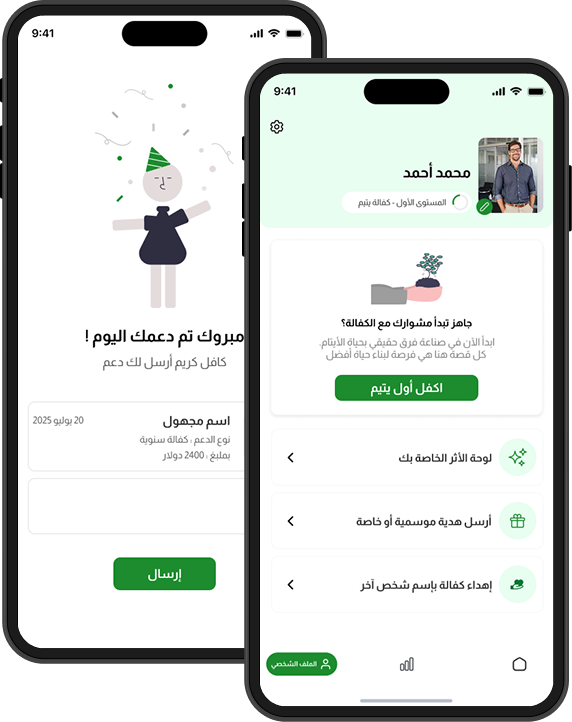 9:41
مبروك تم دعمك اليوم !
كافل كريم أرسل لك دعم
اسم مجهول
20 يوليو 2025
نوع الدعم : كفالة سنوية
بمليغ : 2400 دولار
إرسال
9:41
محمد أحمد
المستوى الأول - كفالة يتيم
جاهز تبدأ مشوارك مع الكفالة؟
ابدأ الآن في صناعة فرق حقيقي بحياة الأيتام.
كل قصة هنا هي فرصة لبناء حياة أفضل
اكفل أول يتيم
لوحة الأثر الخاصة بك
أرسل هدية موسمية أو خاصة
إهداء كفالة بإسم شخص آخر
الملف الشخصي